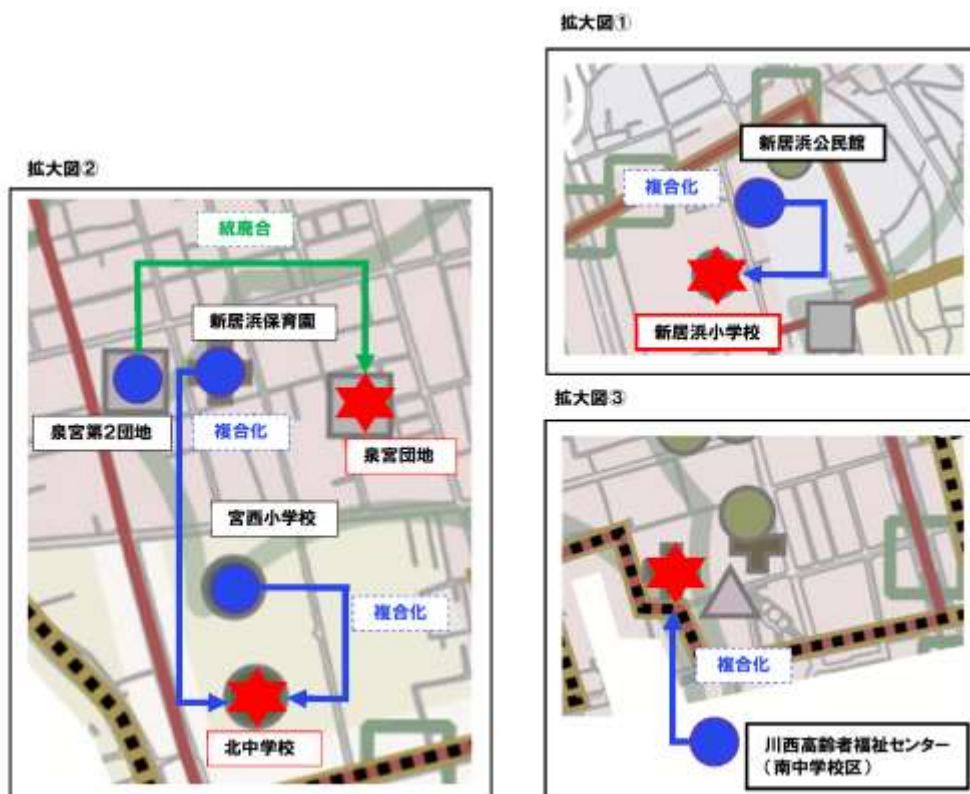 拡大図①
新居浜公民館
複合化
新居浜小学校
拡大図②
統廃合
新居浜保育園
泉宮第2団地
複合化
泉宮団地
宮西小学校
複合化
北中学校
拡大図③
複合化
川西高齢者福祉センター
(南中学校区)